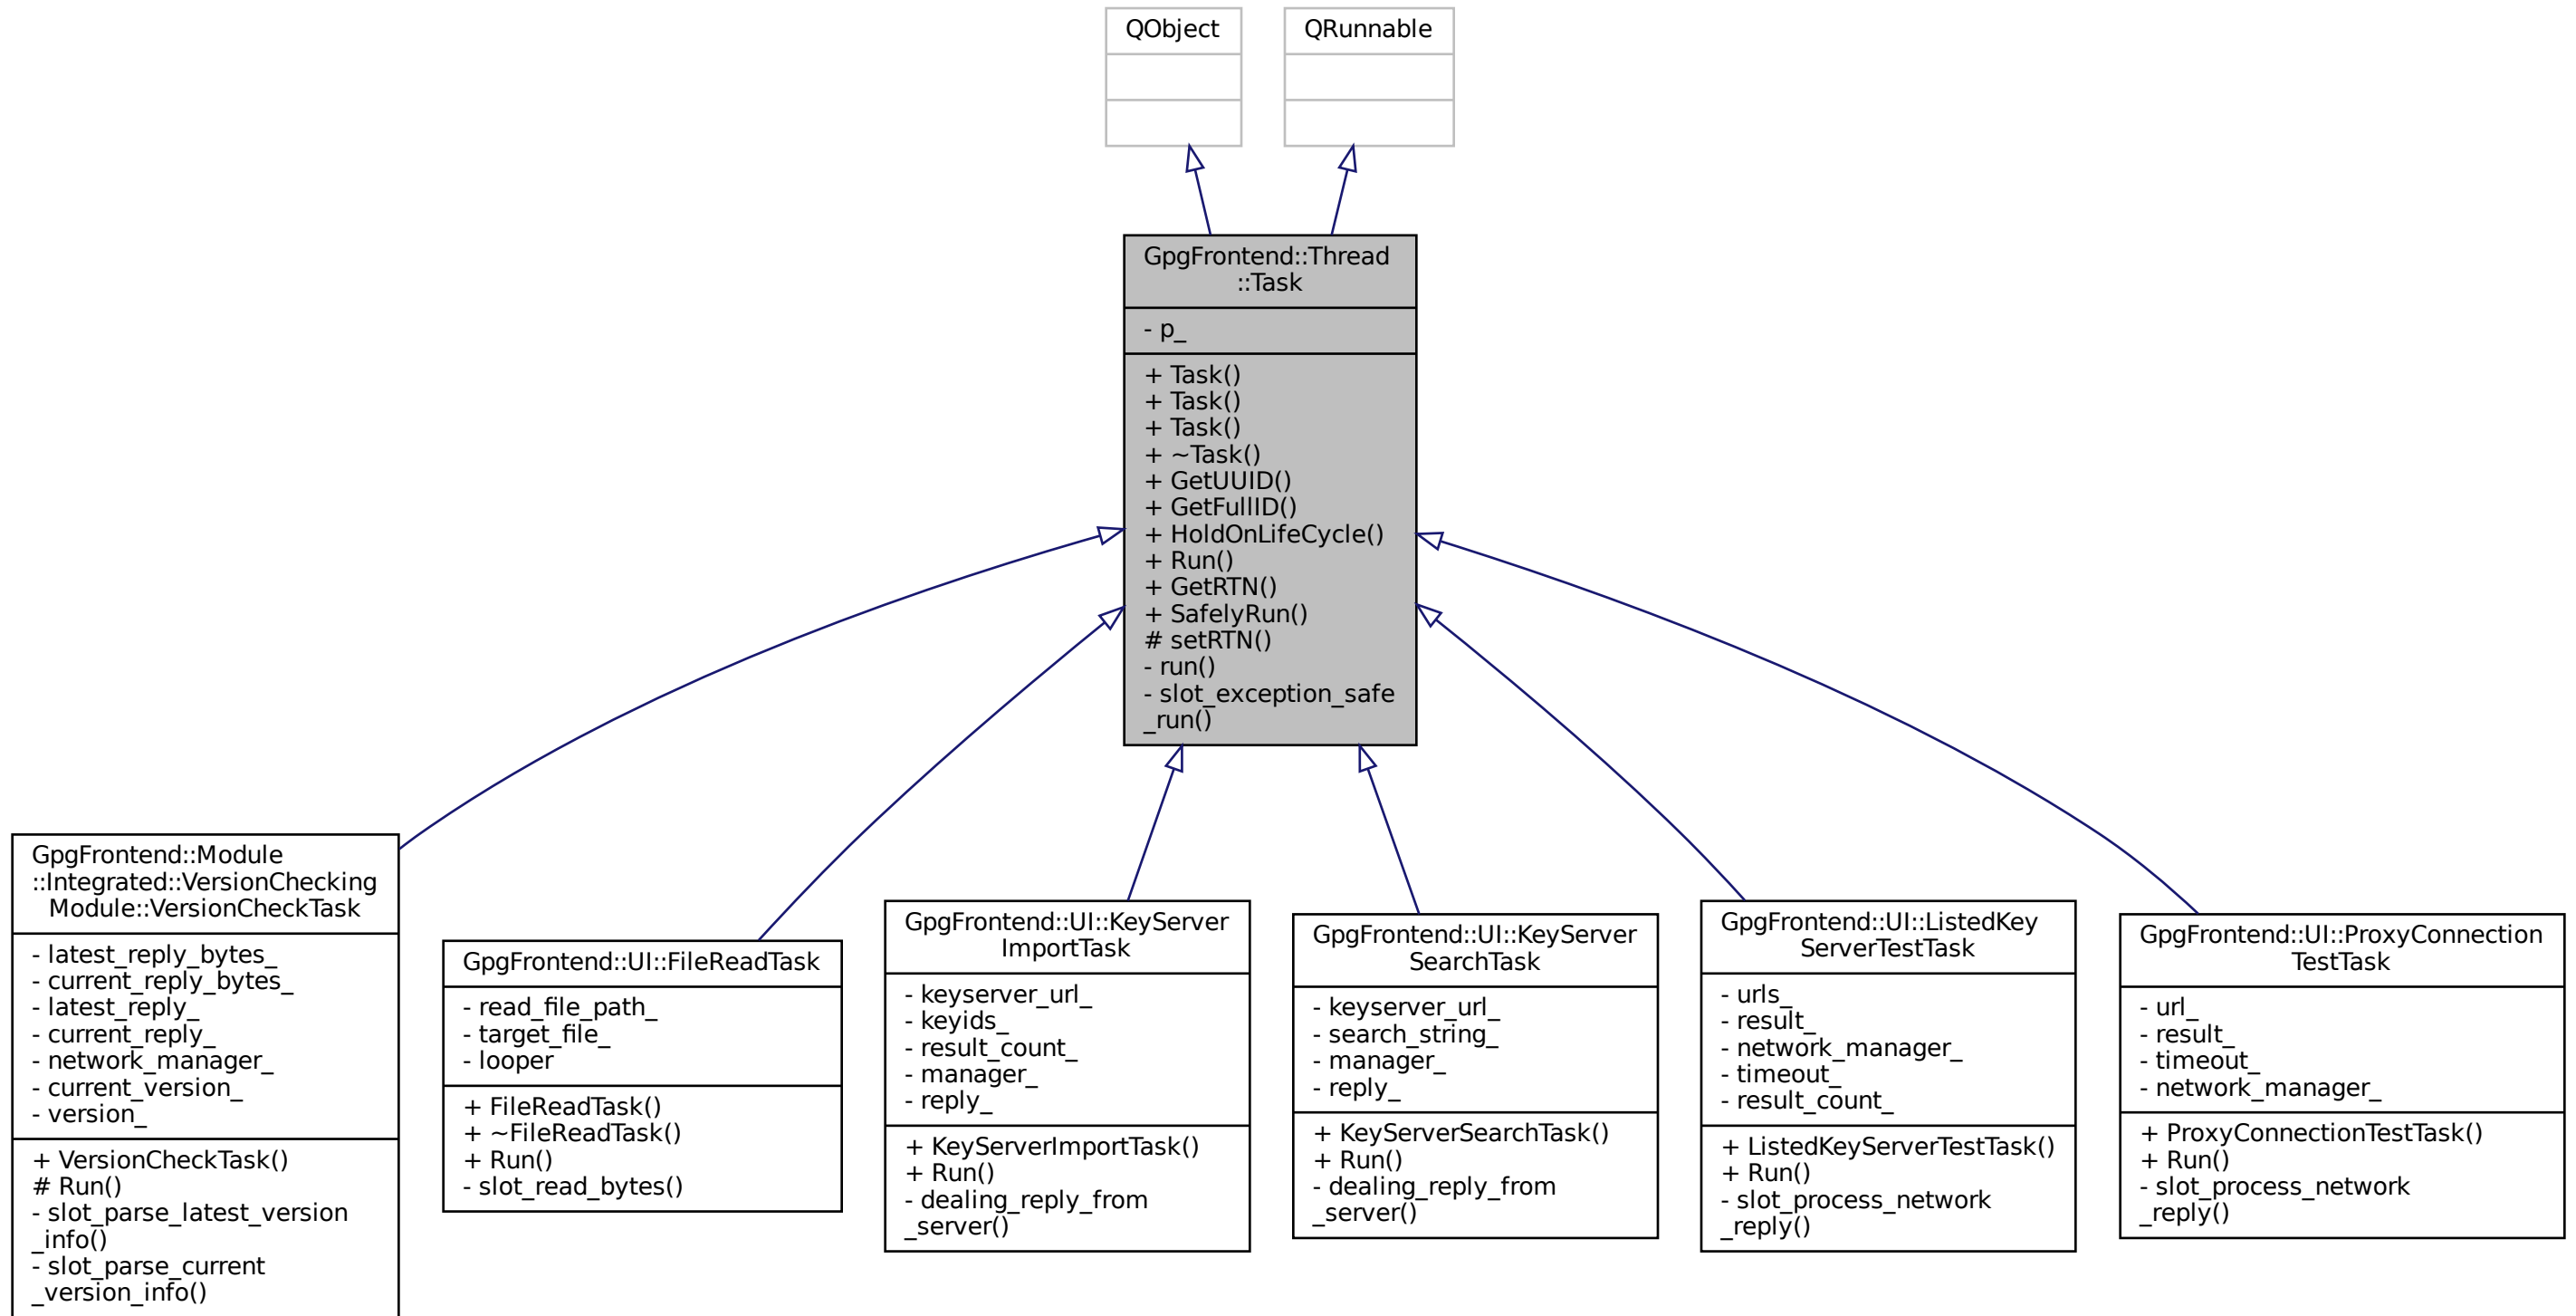 QObject
QRunnable
GpgFrontend::Thread
::Task
- p_
+ Task()
+ Task()
+ Task()
+ ~Task()
+ GetUUID()
+ GetFullID()
+ HoldOnLifeCycle()
+ Run()
+ GetRTN()
+ SafelyRun()
# setRTN()
- run()
- slot_exception_safe
_run()
GpgFrontend::Module
::Integrated::VersionChecking
Module::VersionCheckTask
- latest_reply_bytes_
- current_reply_bytes_
- latest_reply_
- current_reply_
- network_manager_
- current_version_
- version_
+ VersionCheckTask()
# Run()
- slot_parse_latest_version
_info()
- slot_parse_current
_version_info()
GpgFrontend::UI::FileReadTask
- read_file_path_
- target_file_
- looper
+ FileReadTask()
+ ~FileReadTask()
+ Run()
- slot_read_bytes()
GpgFrontend::UI::KeyServer
ImportTask
- keyserver_url_
- keyids_
- result_count_
- manager_
- reply_
+ KeyServerImportTask()
+ Run()
- dealing_reply_from
_server()
GpgFrontend::UI::KeyServer
SearchTask
- keyserver_url_
- search_string_
- manager_
- reply_
+ KeyServerSearchTask()
+ Run()
- dealing_reply_from
_server()
GpgFrontend::UI::ListedKey
ServerTestTask
- urls_
- result_
- network_manager_
- timeout_
- result_count_
+ ListedKeyServerTestTask()
+ Run()
- slot_process_network
_reply()
GpgFrontend::UI::ProxyConnection
TestTask
- url_
- result_
- timeout_
- network_manager_
+ ProxyConnectionTestTask()
+ Run()
- slot_process_network
_reply()